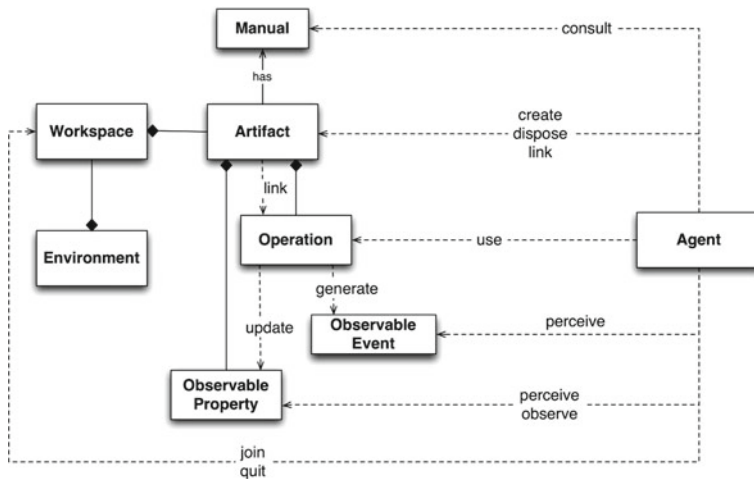 Manual
consult
has
Workspace
Artifact
create
dispose
link
link
Environment
Operation
use
Agent
generate
update
Observable
Event
perceive
Observable
Property
perceive
observe
join
quit